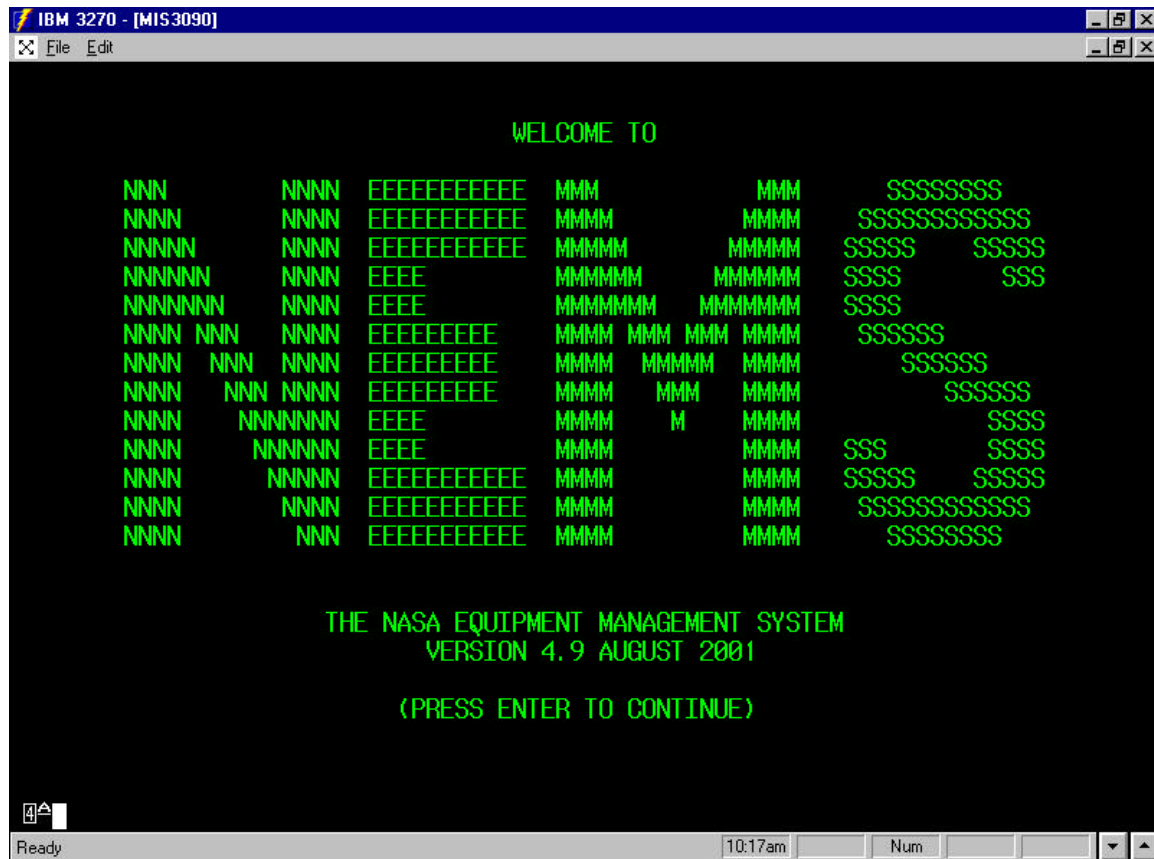 IBM 3270 - [MIS3090]
File Edit
WELCOME TO
NNN        NNNN  EEEEEEEEEEE  MMM           MMM      SSSSSSSS
NNNN       NNNN  EEEEEEEEEEE  MMMM         MMMM    SSSSSSSSSSSS
NNNNN      NNNN  EEEEEEEEEEE  MMMMM       MMMMM   SSSSS    SSSSS
NNNNNN     NNNN  EEEE         MMMMMM     MMMMMM   SSSS       SSS
NNNNNNN    NNNN  EEEE         MMMMMMM   MMMMMMM   SSSS
NNNN NNN   NNNN  EEEEEEEEE    MMMM MMM MMM MMMM    SSSSSS
NNNN  NNN  NNNN  EEEEEEEEE    MMMM  MMMMM  MMMM       SSSSSS
NNNN   NNN NNNN  EEEEEEEEE    MMMM   MMM   MMMM          SSSSSS
NNNN    NNNNNNN  EEEE         MMMM    M    MMMM             SSSS
NNNN     NNNNNN  EEEE         MMMM         MMMM   SSS       SSSS
NNNN      NNNNN  EEEEEEEEEEE  MMMM         MMMM   SSSSS    SSSSS
NNNN       NNNN  EEEEEEEEEEE  MMMM         MMMM    SSSSSSSSSSSS
NNNN        NNN  EEEEEEEEEEE  MMMM         MMMM      SSSSSSSS
THE NASA EQUIPMENT MANAGEMENT SYSTEM
VERSION 4.9 AUGUST 2001
(PRESS ENTER TO CONTINUE)
4
Ready 10:17am Num